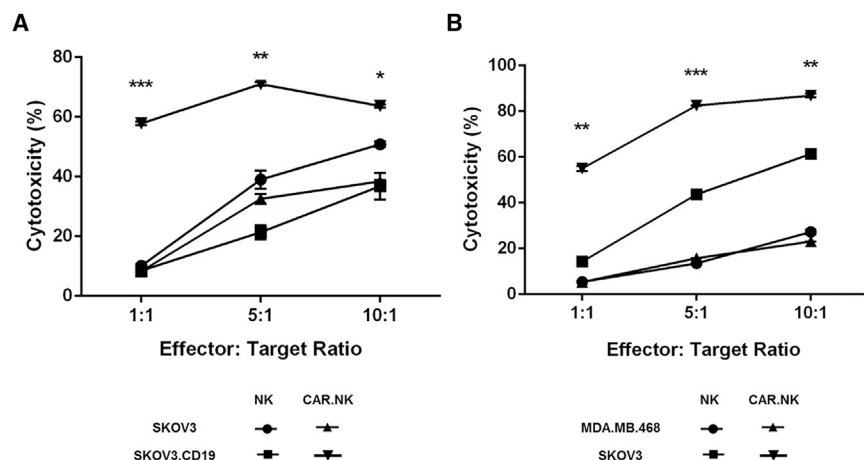 A
***
**
*
80
60
40
20
0
Cytotoxicity (%)
1:1 5:1 10:1
Effector: Target Ratio
NK CAR.NK
SKOV3
SKOV3.CD19
B
**
***
**
100
80
60
40
20
0
Cytotoxicity (%)
1:1 5:1 10:1
Effector: Target Ratio
NK CAR.NK
MDA.MB.468
SKOV3